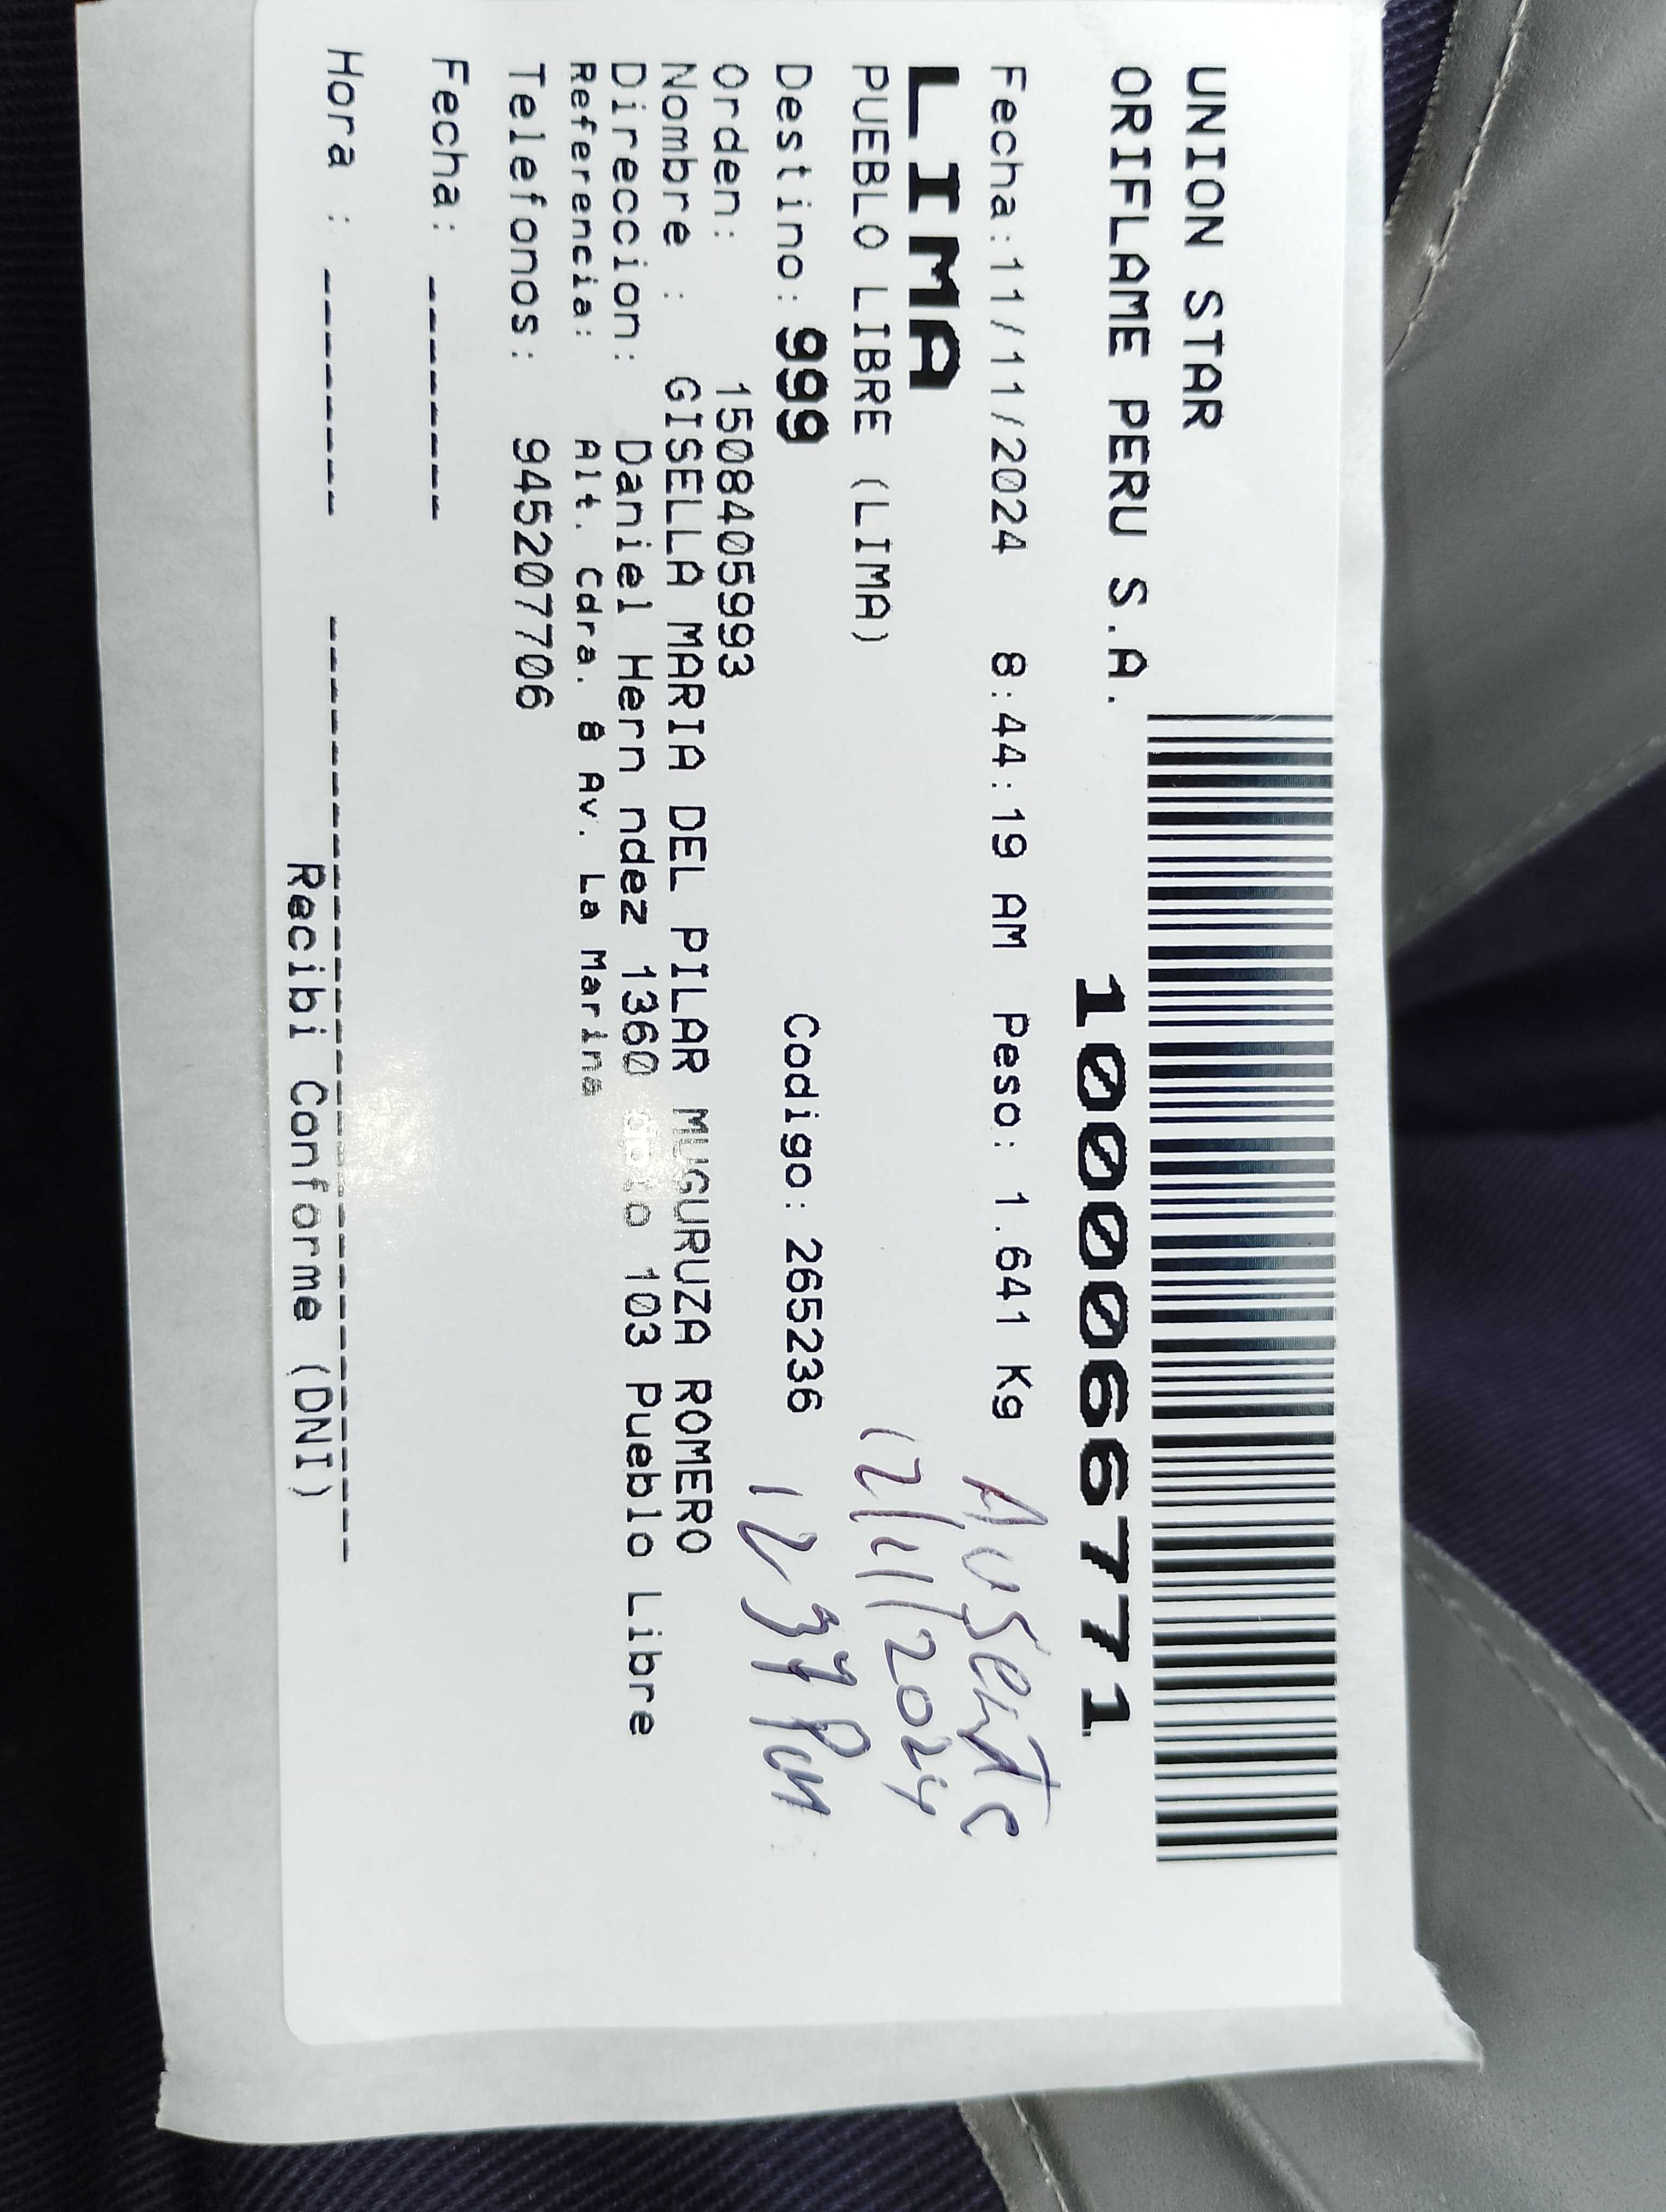 UNION STAR
ORIFLAME PERU S.A.
1000066771
Fecha:11/11/2024 8:44:19 AM Peso: 1.641 Kg
Ausente
LIMA
PUEBLO LIBRE (LIMA)
12/11/2024
Destino: 999 Codigo: 265236
12 37 Pm
Orden: 1508405993
Nombre : GISELLA MARIA DEL PILAR MUGURUZA ROMERO
Direccion: Daniel Hern ndez 1360 dpto 103 Pueblo Libre
Referencia: Alt. Cdra. 8 Av. La Marina
Telefonos: 945207706
Fecha: --------
Hora : --------
Recibi Conforme (DNI)